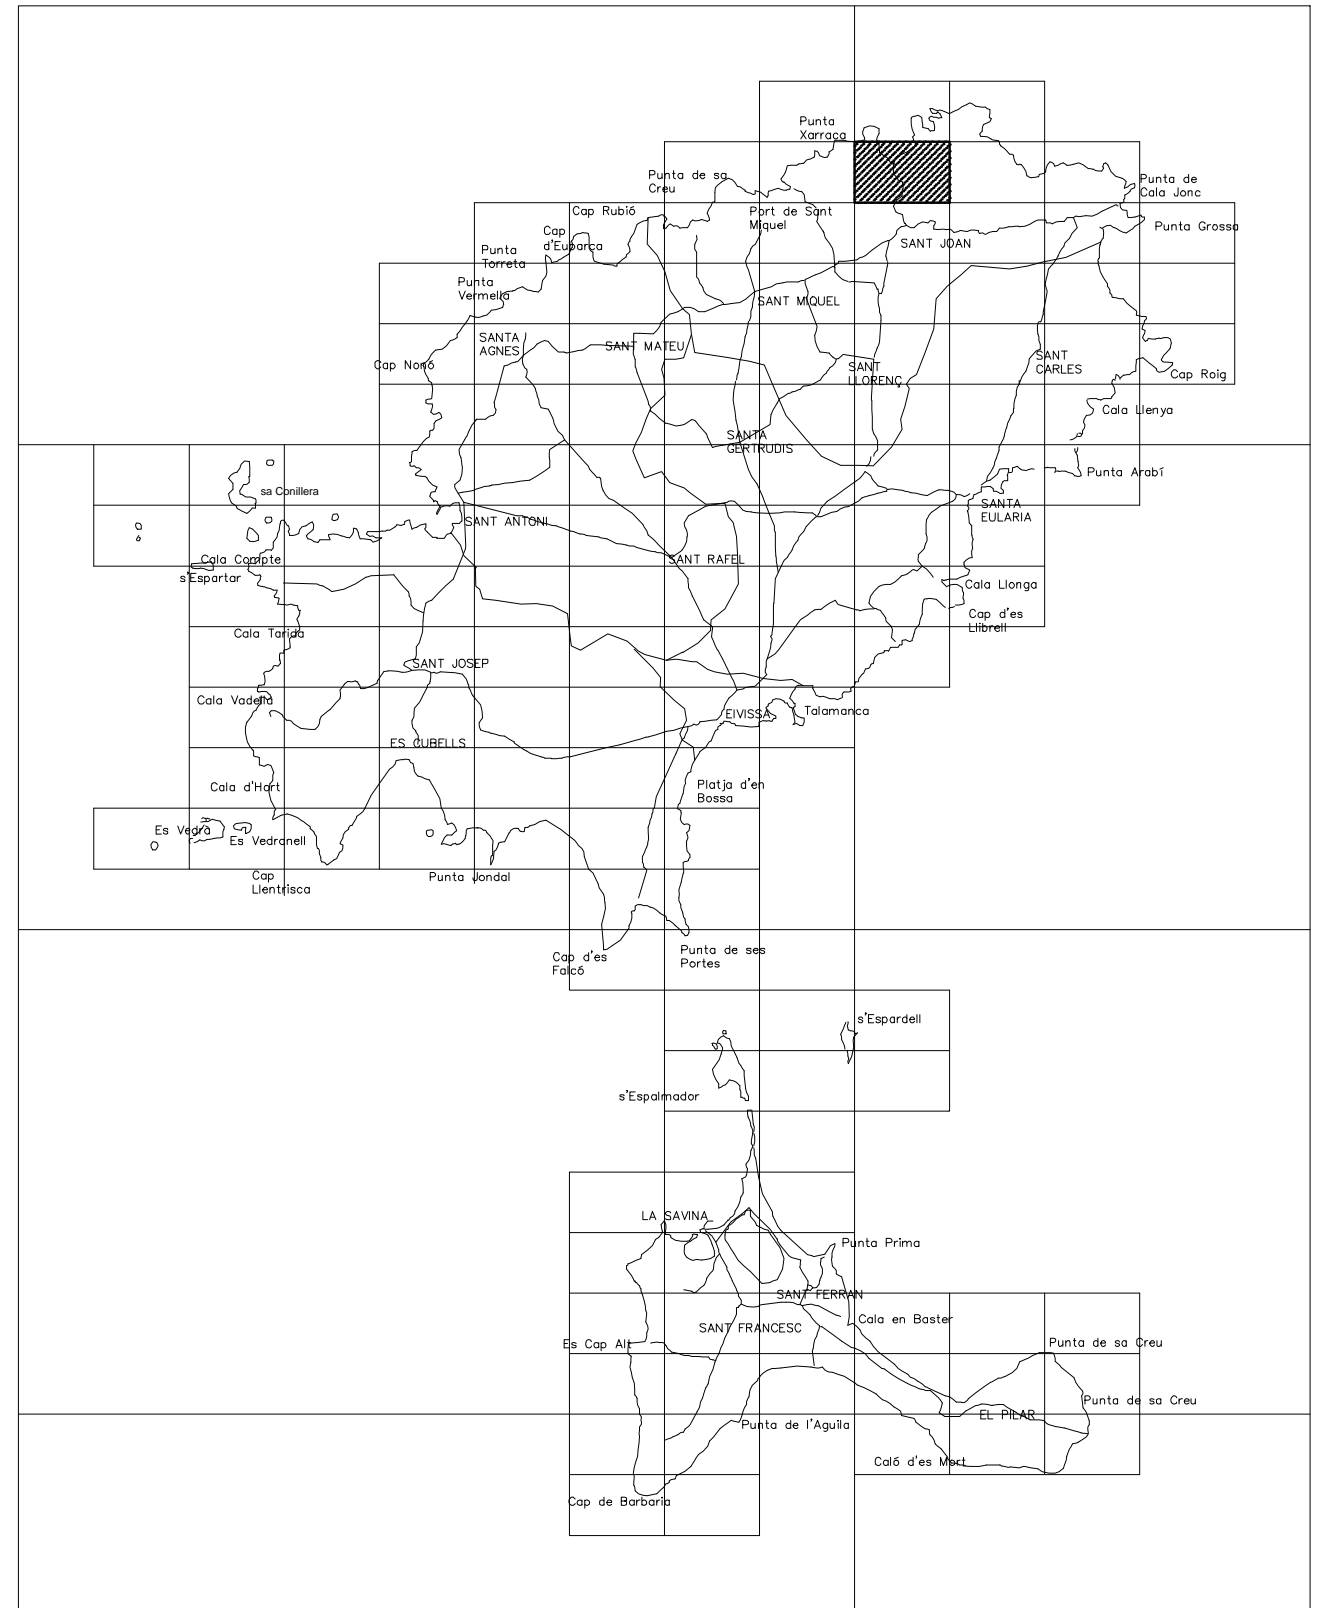 Punta
Xarraca
Punta de sa
Creu
Punta de
Cala Jonc
Cap Rubió
Port de Sant
Miquel
Punta Grossa
Cap
d'Eubarca
SANT JOAN
Punta
Torreta
Punta
Vermella
SANT MIQUEL
SANTA
AGNES
SANT MATEU
Cap Nonó
SANT
LLORENÇ
SANT
CARLES
Cap Roig
Cala Llenya
SANTA
GERTRUDIS
Punta Arabí
sa Conillera
SANTA
EULARIA
SANT ANTONI
Cala Compte
SANT RAFEL
s'Espartar
Cala Llonga
Cap d'es
Llibrell
Cala Tarida
SANT JOSEP
Cala Vadella
EIVISSA
Talamanca
ES CUBELLS
Cala d'Hart
Platja d'en
Bossa
Es Vedra
Es Vedranell
Cap
Llentrisca
Punta Jondal
Cap d'es
Falcó
Punta de ses
Portes
s'Espardell
s'Espalmador
LA SAVINA
Punta Prima
SANT FERRAN
Cala en Baster
SANT FRANCESC
Es Cap Alt
Punta de sa Creu
Punta de sa Creu
EL PILAR
Punta de l'Aguila
Caló d'es Mort
Cap de Barbaria